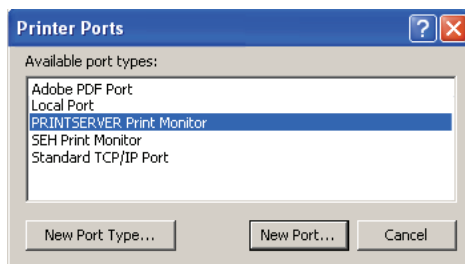 Printer Ports
Available port types:
Adobe PDF Port
Local Port
PRINTSERVER Print Monitor
SEH Print Monitor
Standard TCP/IP Port
New Port Type... New Port... Cancel